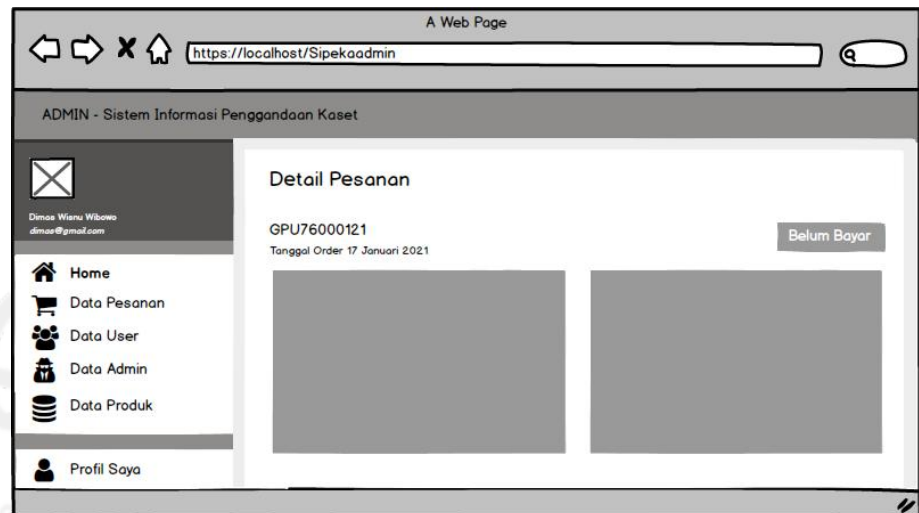 A Web Page
https://localhost/Sipekaadmin
ADMIN - Sistem Informasi Penggandaan Kaset
Dimas Wisnu Wibowo
dimas@gmail.com
Home
Data Pesanan
Data User
Data Admin
Data Produk
Profil Saya
Detail Pesanan
GPU76000121
Tanggal Order 17 Januari 2021
Belum Bayar